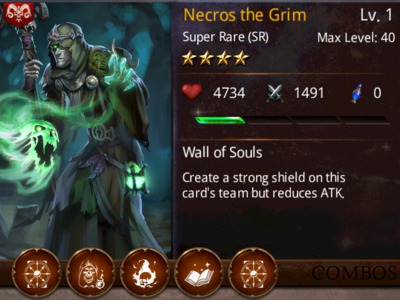 Necros the Grim Lv. 1
Super Rare (SR) Max Level: 40
4734 1491 0
Wall of Souls
Create a strong shield on this
card's team but reduces ATK.
COMBOS